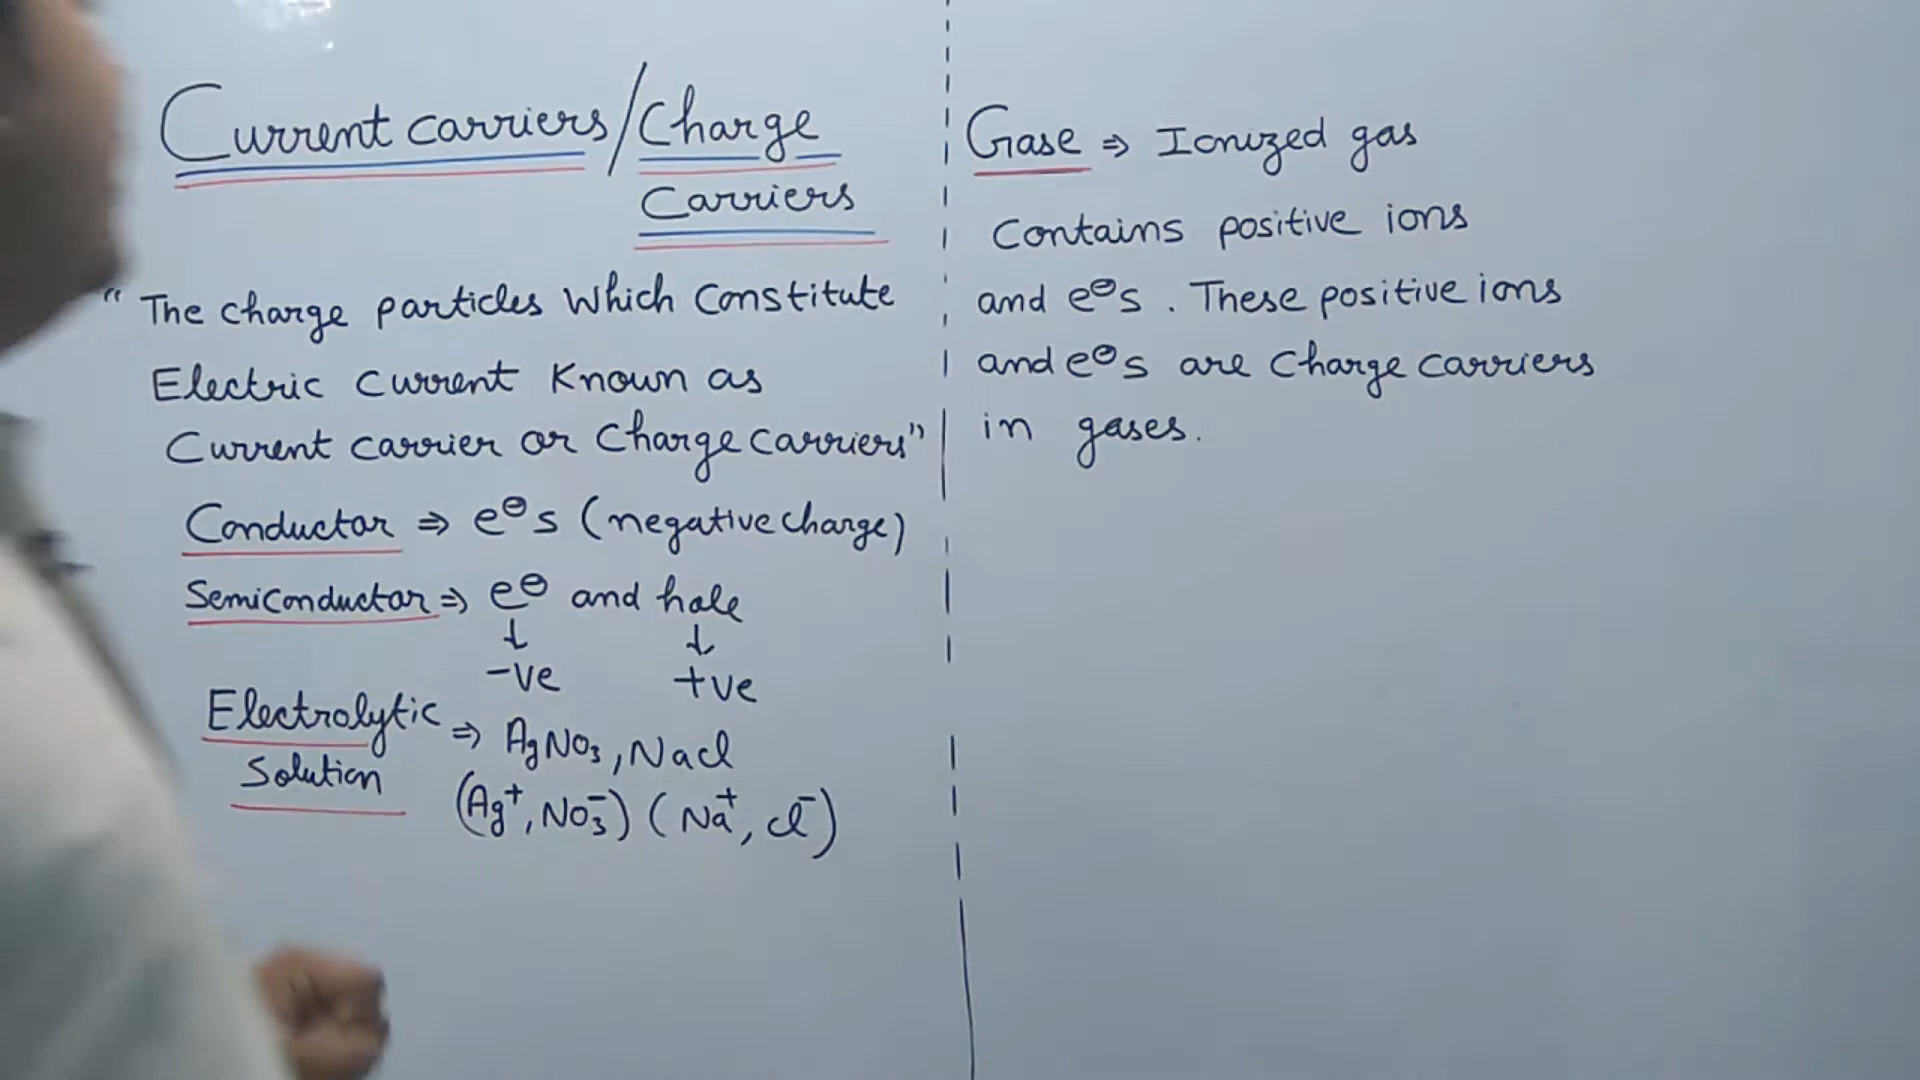 Current carriers/Charge
Carriers
“The charge particles which constitute
Electric current known as
Current carrier or charge carriers”
Conductor ⇒ e⊖s (negative charge)
Semiconductor ⇒ e⊖ and hole
↓ ↓
-ve +ve
Electrolytic
Solution ⇒ AgNO₃, Nacl
(Ag⁺, NO₃⁻) (Na⁺, cl⁻)
Gase ⇒ Ionized gas
Contains positive ions
and e⊖s. These positive ions
and e⊖s are charge carriers
in gases.